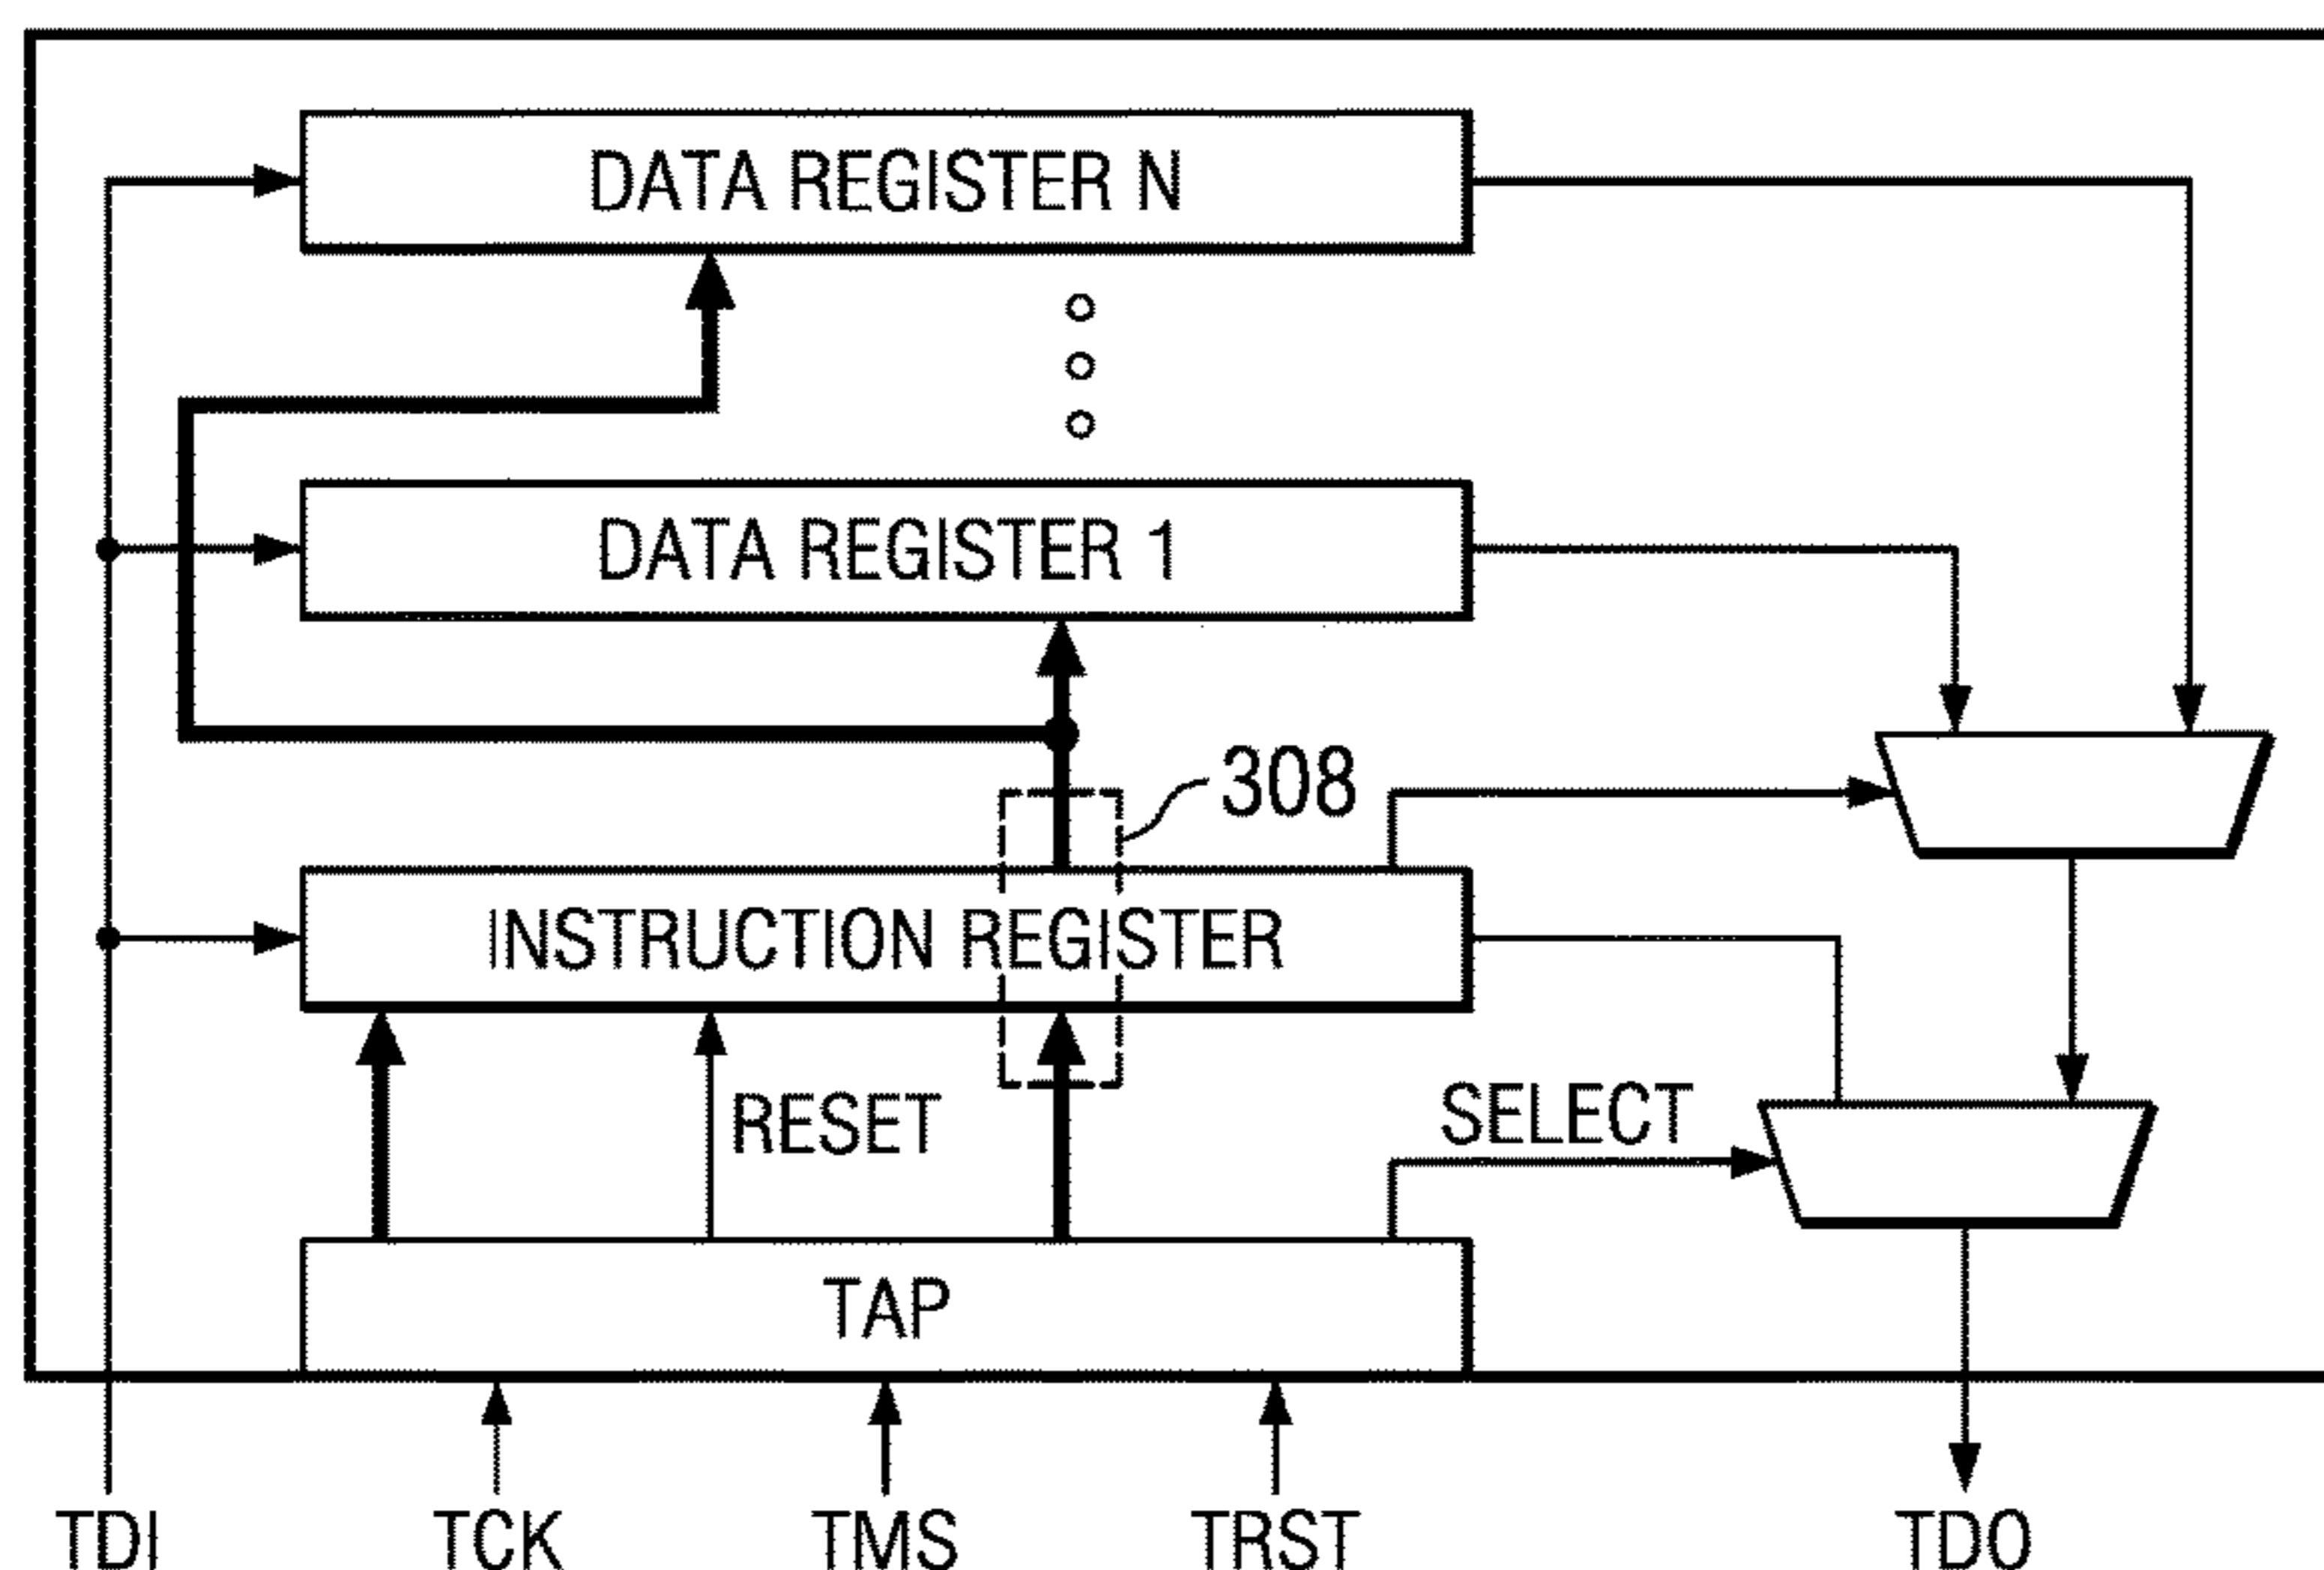 DATA REGISTER N
DATA REGISTER 1
308
INSTRUCTION REGISTER
RESET
SELECT
TAP
TDI
TCK
TMS
TRST
TDO